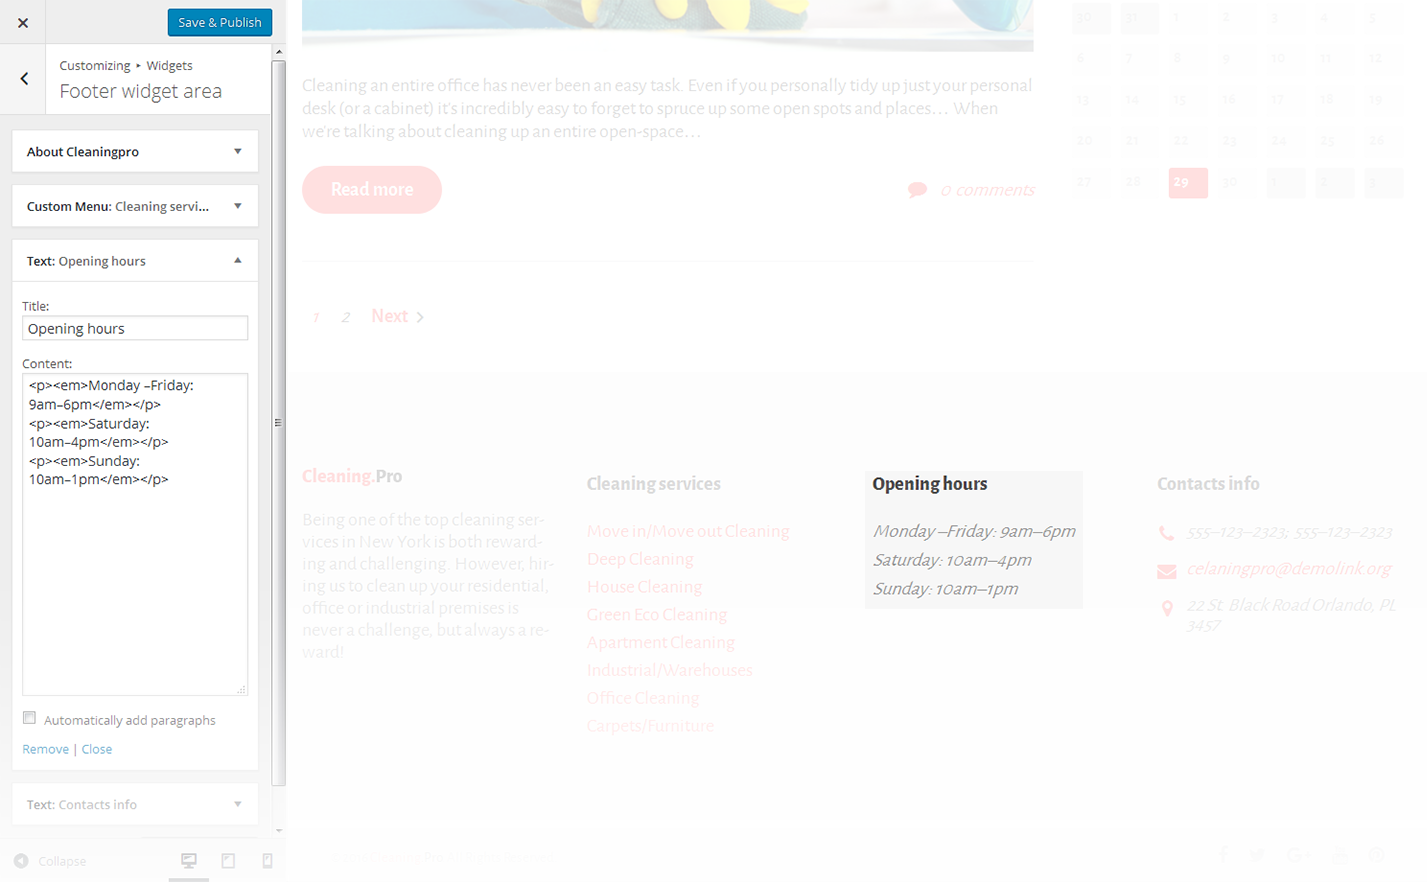 Save & Publish
Customizing ▸ Widgets
Footer widget area
About Cleaningpro
Custom Menu: Cleaning servi...
Text: Opening hours
Title:
Opening hours
Content:
<p><em>Monday –Friday:
9am–6pm</em></p>
<p><em>Saturday:
10am–4pm</em></p>
<p><em>Sunday:
10am–1pm</em></p>
Automatically add paragraphs
Remove | Close
Text: Contacts info
Collapse
Cleaning an entire office has never been an easy task. Even if you personally tidy up just your personal
desk (or a cabinet) it's incredibly easy to forget to spruce up some open spots and places… When
we're talking about cleaning up an entire open-space…
Read more
0 comments
1 2 Next
30 31 1 2 3 4 5
6 7 8 9 10 11 12
13 14 15 16 17 18 19
20 21 22 23 24 25 26
27 28 29 30 1 2 3
Cleaning.Pro
Being one of the top cleaning ser-
vices in New York is both reward-
ing and challenging. However, hir-
ing us to clean up your residential,
office or industrial premises is
never a challenge, but always a re-
ward!
Cleaning services
Move in/Move out Cleaning
Deep Cleaning
House Cleaning
Green Eco Cleaning
Apartment Cleaning
Industrial/Warehouses
Office Cleaning
Carpets/Furniture
Opening hours
Monday –Friday: 9am–6pm
Saturday: 10am–4pm
Sunday: 10am–1pm
Contacts info
555–123–2323; 555–123–2323
celaningpro@demolink.org
22 St. Black Road Orlando, PL
3457